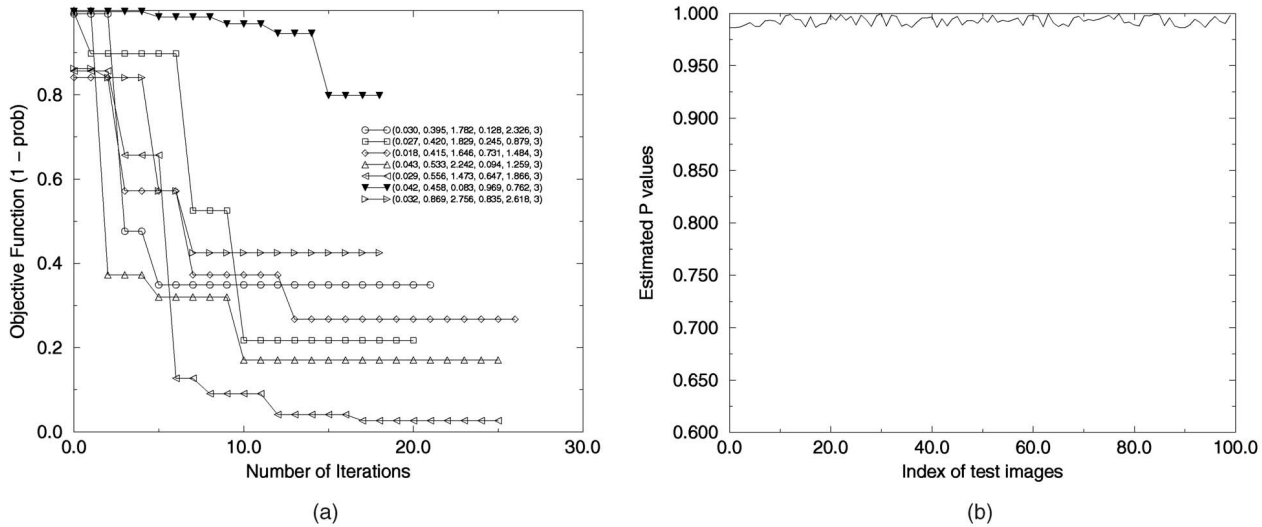 Objective Function (1 - prob)
0.8
0.6
0.4
0.2
0.0
0.0
10.0
20.0
30.0
Number of Iterations
(0.030, 0.395, 1.782, 0.128, 2.326, 3)
(0.027, 0.420, 1.829, 0.245, 0.879, 3)
(0.018, 0.415, 1.646, 0.731, 1.484, 3)
(0.043, 0.533, 2.242, 0.094, 1.259, 3)
(0.029, 0.556, 1.473, 0.647, 1.866, 3)
(0.042, 0.458, 0.083, 0.969, 0.762, 3)
(0.032, 0.869, 2.756, 0.835, 2.618, 3)
(a)
Estimated P values
1.000
0.950
0.900
0.850
0.800
0.750
0.700
0.650
0.600
0.0
20.0
40.0
60.0
80.0
100.0
Index of test images
(b)